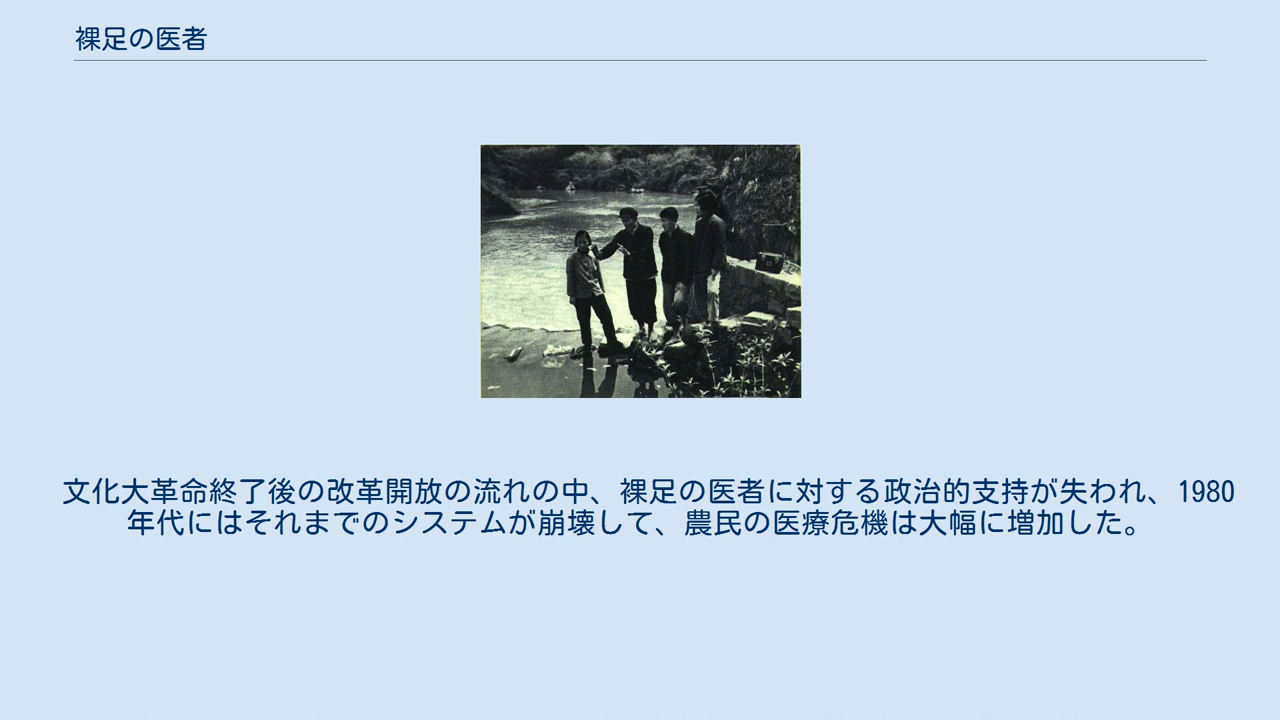 裸足の医者
文化大革命終了後の改革開放の流れの中、裸足の医者に対する政治的支持が失われ、1980
年代にはそれまでのシステムが崩壊して、農民の医療危機は大幅に増加した。